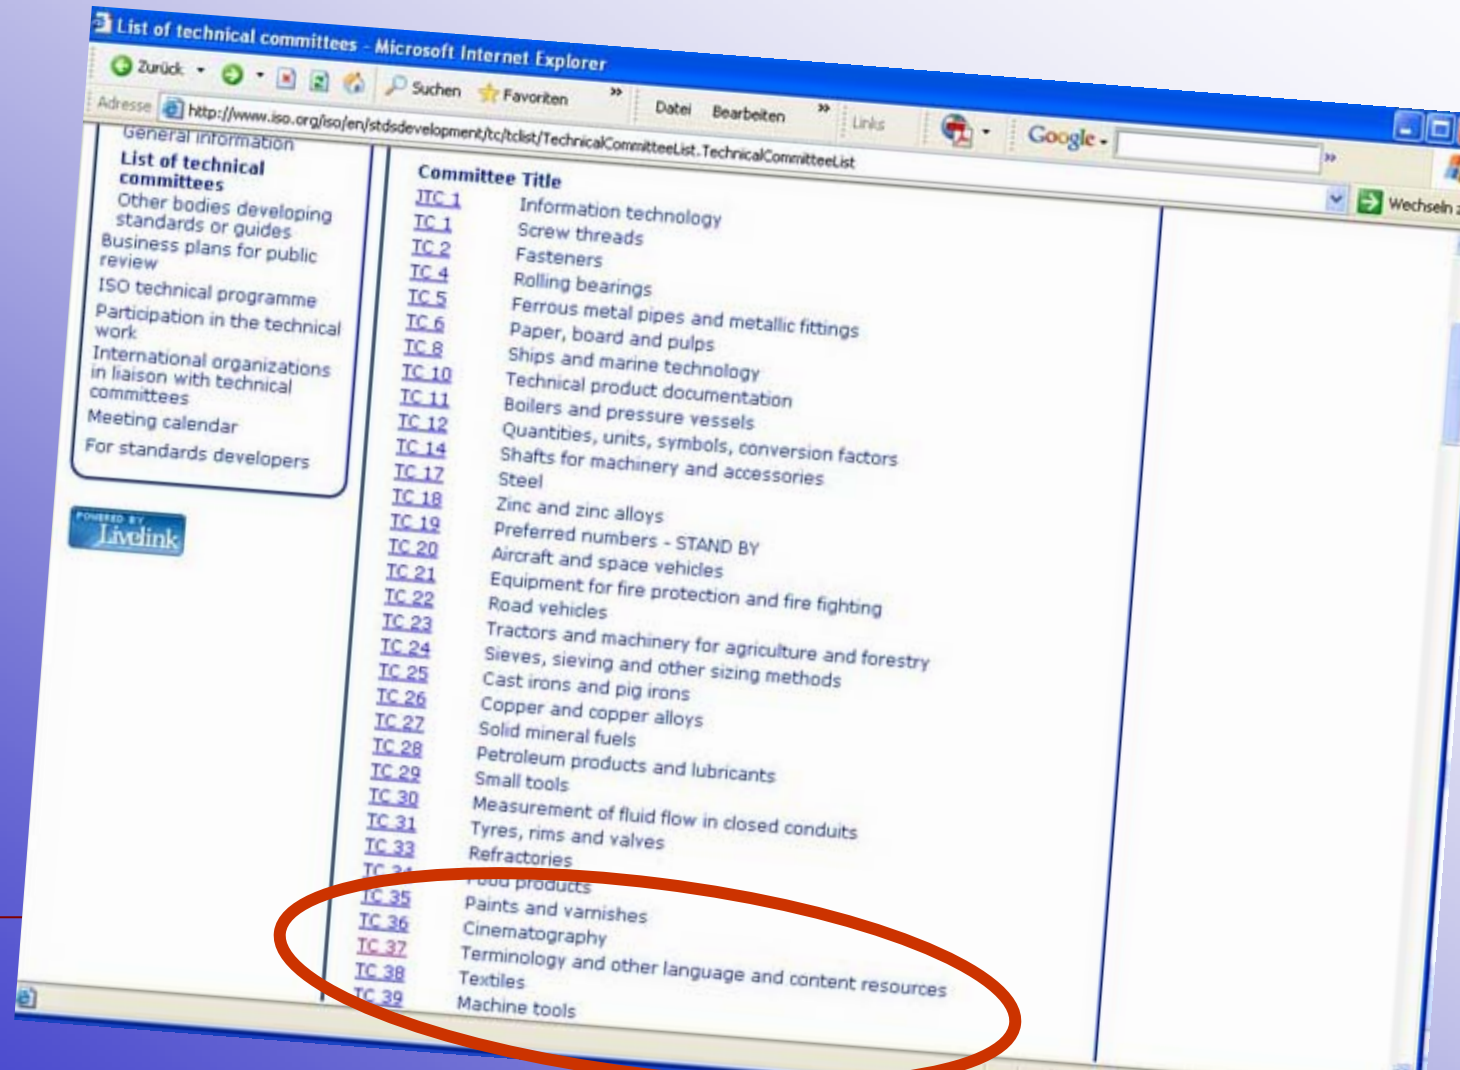 List of technical committees - Microsoft Internet Explorer
Zurück Suchen Favoriten » Datei Bearbeiten » Links Google »
Adresse http://www.iso.org/iso/en/stdsdevelopment/tc/tclist/TechnicalCommitteeList.TechnicalCommitteeList Wechseln z
General information
List of technical
committees
Other bodies developing
standards or guides
Business plans for public
review
ISO technical programme
Participation in the technical
work
International organizations
in liaison with technical
committees
Meeting calendar
For standards developers
POWERED BY
Livelink
Committee Title
JTC 1 Information technology
TC 1 Screw threads
TC 2 Fasteners
TC 4 Rolling bearings
TC 5 Ferrous metal pipes and metallic fittings
TC 6 Paper, board and pulps
TC 8 Ships and marine technology
TC 10 Technical product documentation
TC 11 Boilers and pressure vessels
TC 12 Quantities, units, symbols, conversion factors
TC 14 Shafts for machinery and accessories
TC 17 Steel
TC 18 Zinc and zinc alloys
TC 19 Preferred numbers - STAND BY
TC 20 Aircraft and space vehicles
TC 21 Equipment for fire protection and fire fighting
TC 22 Road vehicles
TC 23 Tractors and machinery for agriculture and forestry
TC 24 Sieves, sieving and other sizing methods
TC 25 Cast irons and pig irons
TC 26 Copper and copper alloys
TC 27 Solid mineral fuels
TC 28 Petroleum products and lubricants
TC 29 Small tools
TC 30 Measurement of fluid flow in closed conduits
TC 31 Tyres, rims and valves
TC 33 Refractories
TC 34 Food products
TC 35 Paints and varnishes
TC 36 Cinematography
TC 37 Terminology and other language and content resources
TC 38 Textiles
TC 39 Machine tools